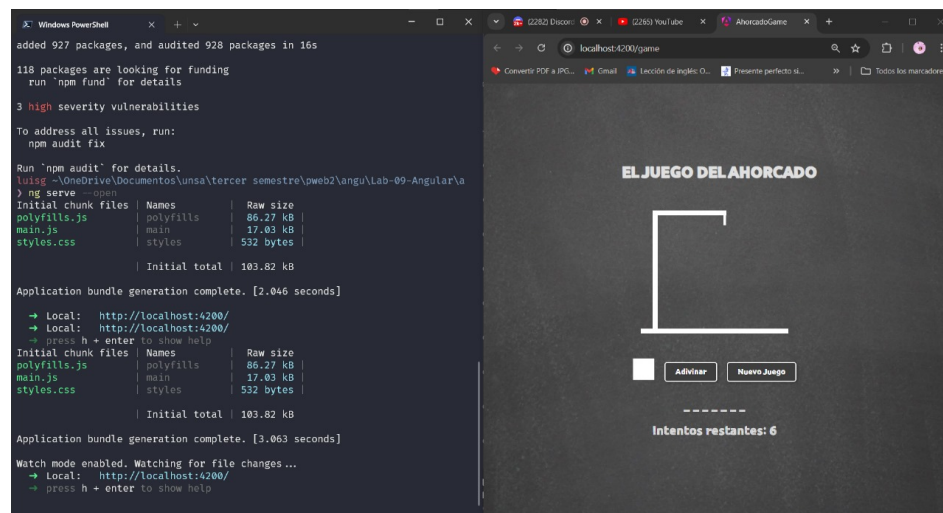 Windows PowerShell
added 927 packages, and audited 928 packages in 16s
118 packages are looking for funding
run `npm fund` for details
3 high severity vulnerabilities
To address all issues, run:
npm audit fix
Run `npm audit` for details.
luisg ~\OneDrive\Documentos\unsa\tercer semestre\pweb2\angu\Lab-09-Angular\a
❯ ng serve --open
Initial chunk files | Names | Raw size
polyfills.js | polyfills | 86.27 kB |
main.js | main | 17.03 kB |
styles.css | styles | 532 bytes |
| Initial total | 103.82 kB
Application bundle generation complete. [2.046 seconds]
➜ Local: http://localhost:4200/
➜ Local: http://localhost:4200/
➜ press h + enter to show help
Initial chunk files | Names | Raw size
polyfills.js | polyfills | 86.27 kB |
main.js | main | 17.03 kB |
styles.css | styles | 532 bytes |
| Initial total | 103.82 kB
Application bundle generation complete. [3.063 seconds]
Watch mode enabled. Watching for file changes...
➜ Local: http://localhost:4200/
➜ press h + enter to show help
(2282) Discord (2265) YouTube AhorcadoGame
localhost:4200/game
Convertir PDF a JPG... Gmail Lección de inglés: O... Presente perfecto si... » Todos los marcadore
EL JUEGO DEL AHORCADO
Adivinar Nuevo Juego
_ _ _ _ _ _ _
Intentos restantes: 6